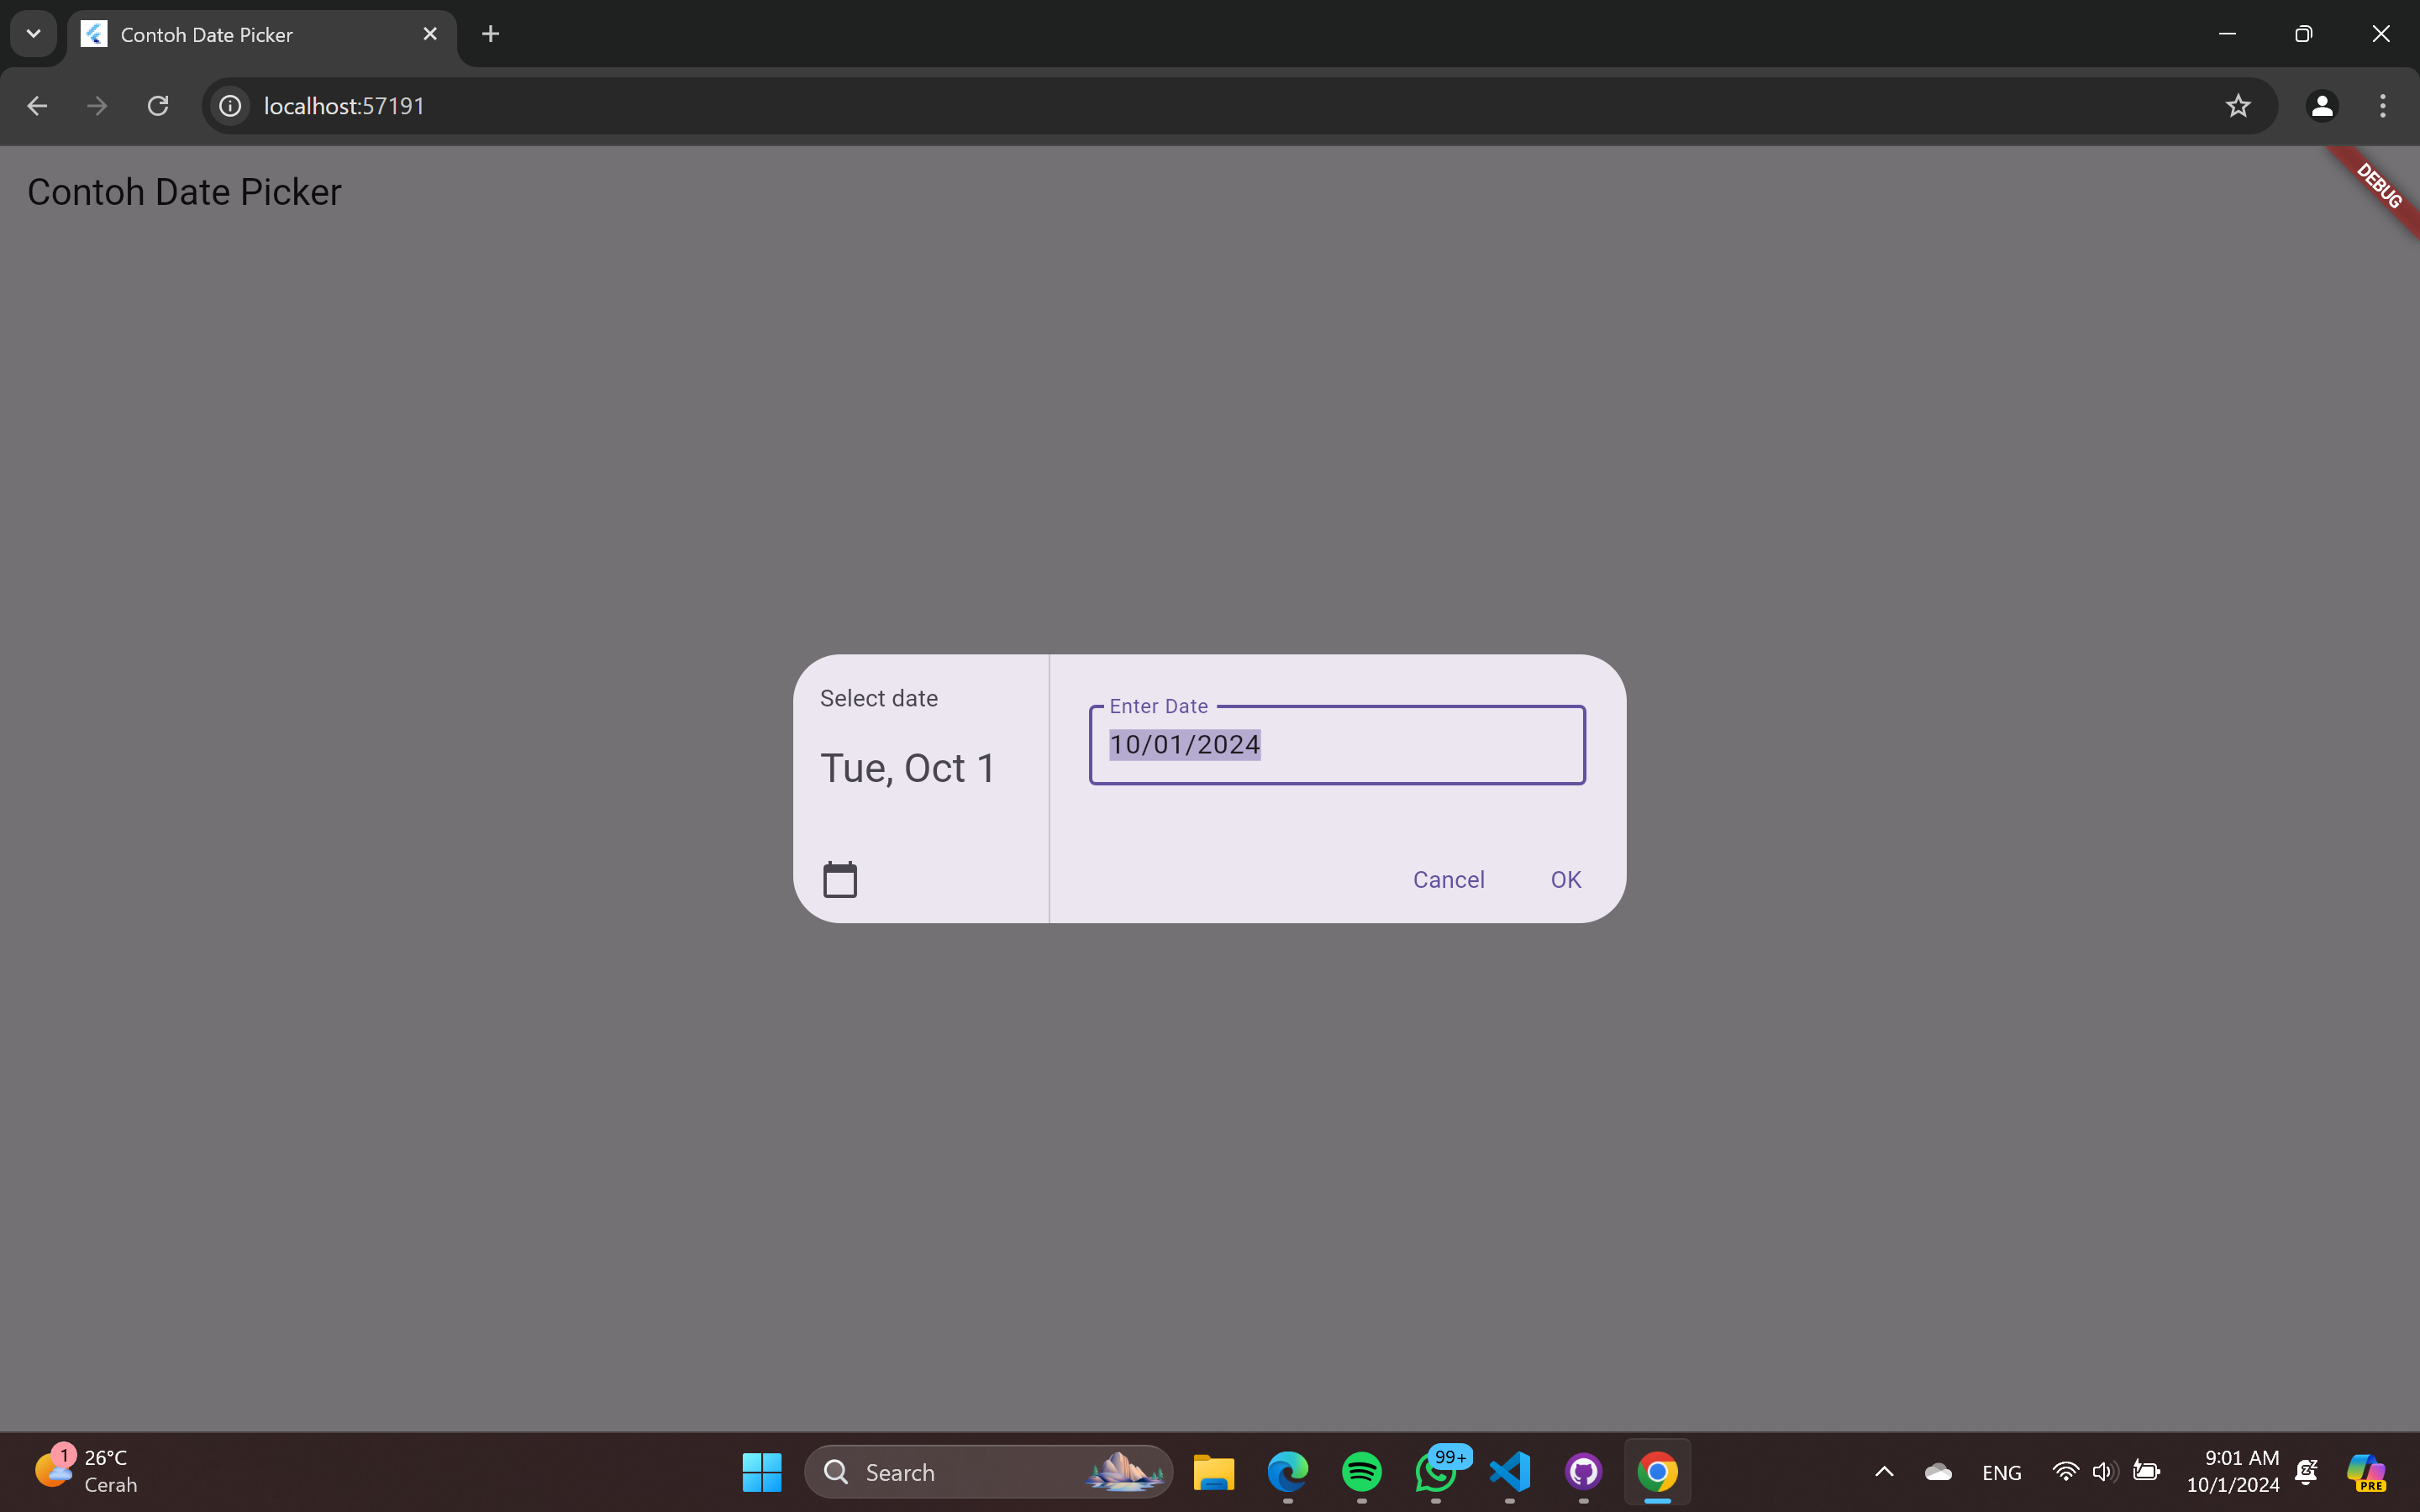 Contoh Date Picker
localhost:57191
Contoh Date Picker
DEBUG
Select date
Tue, Oct 1
Enter Date
10/01/2024
Cancel
OK
1
26°C
Cerah
Search
99+
ENG
9:01 AM
10/1/2024
PRE